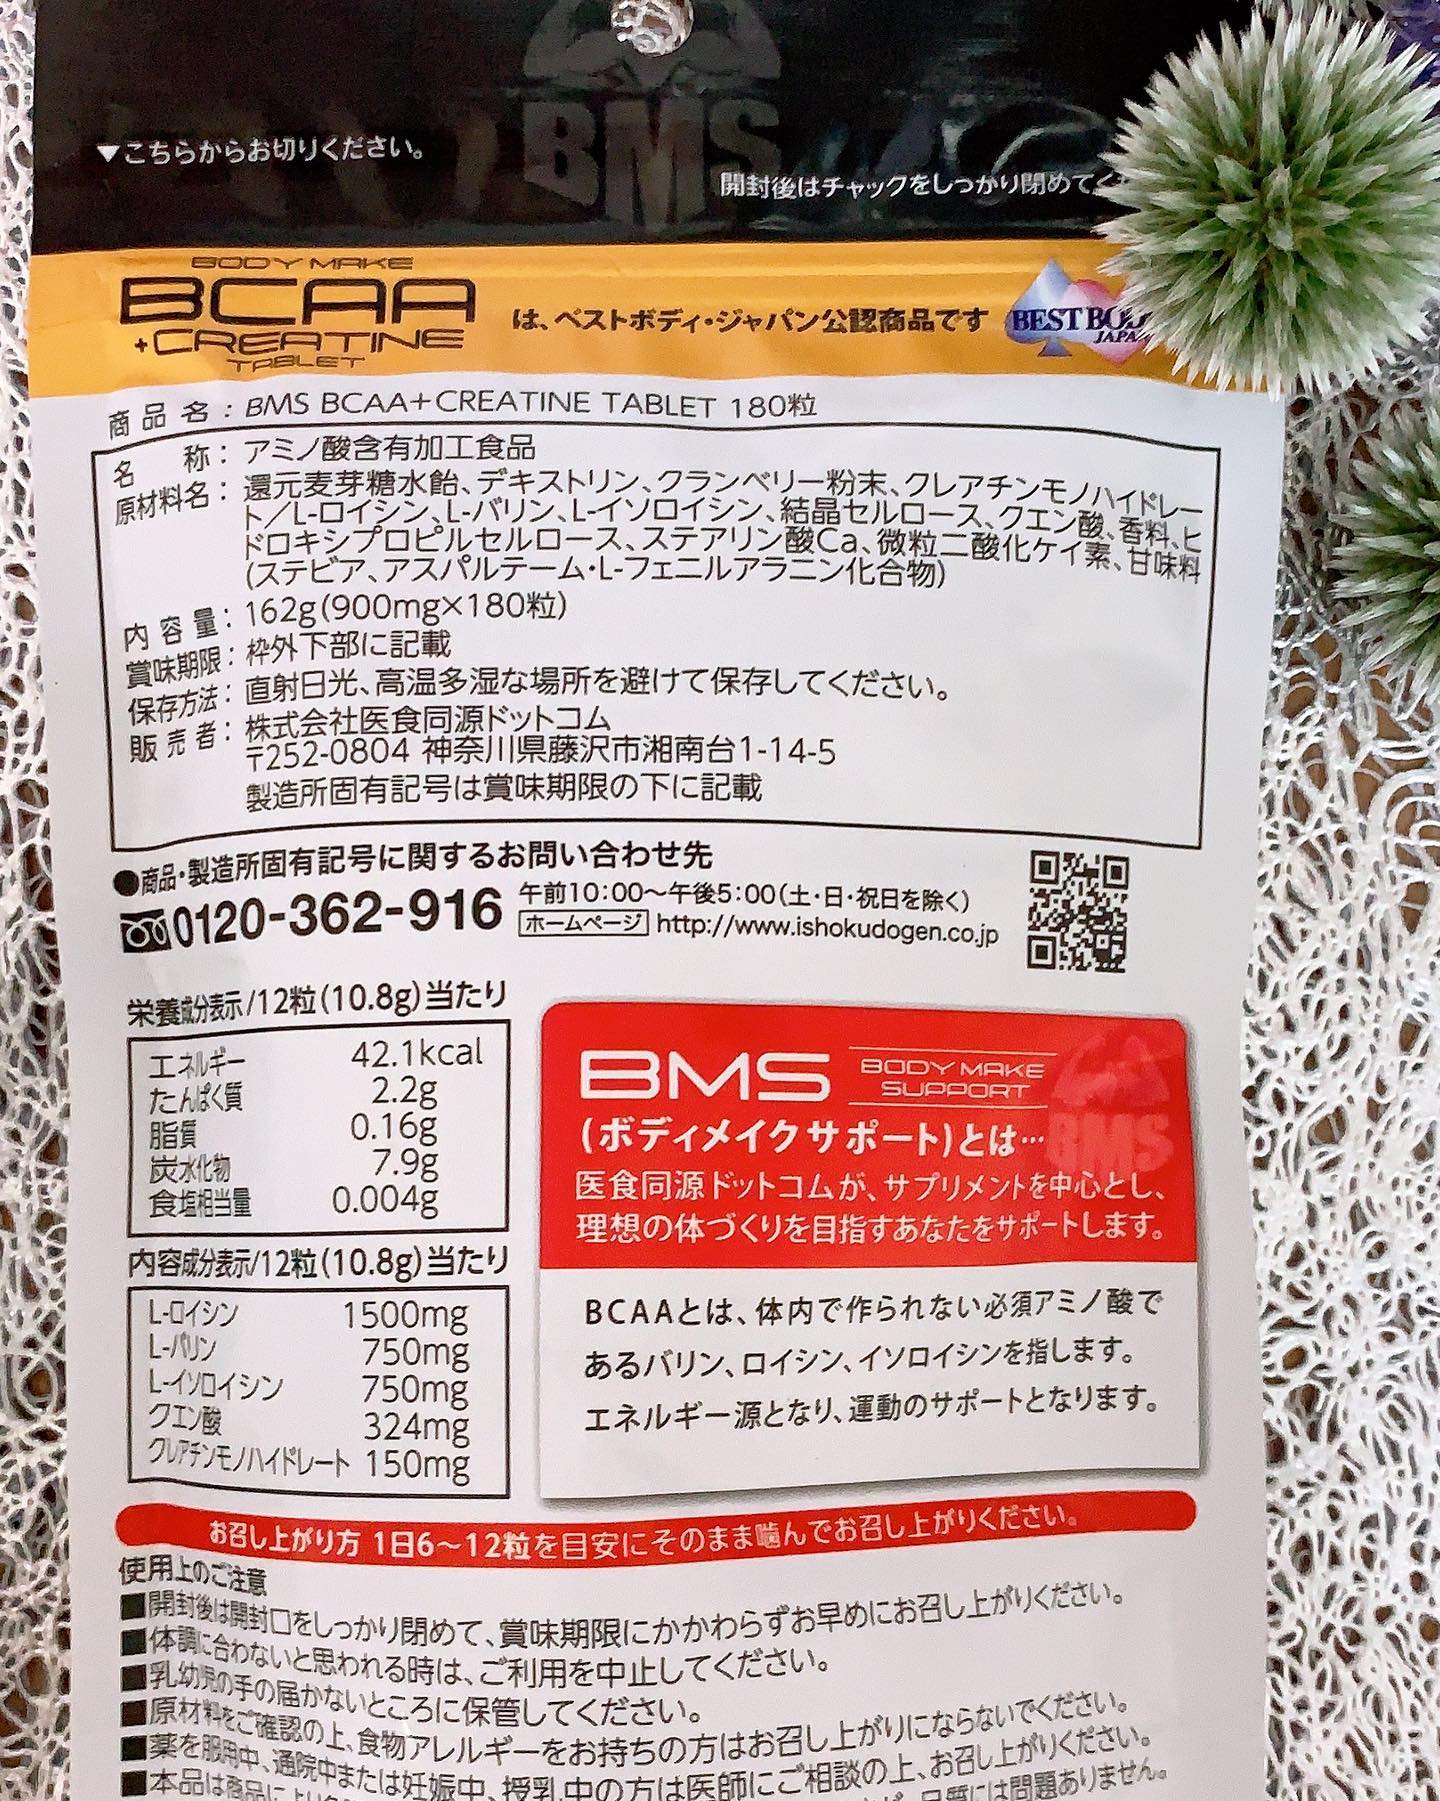 BMS
▼こちらからお切りください。
開封後はチャックをしっかり閉めてく
BODY MAKE
BCAA
+CREATINE
TABLET
は、ベストボディ・ジャパン公認商品です
BEST BOD
JAPA
商品名：BMS BCAA+CREATINE TABLET 180粒
名　称：アミノ酸含有加工食品
原材料名：還元麦芽糖水飴、デキストリン、クランベリー粉末、クレアチンモノハイドレー
ト／L-ロイシン、L-バリン、L-イソロイシン、結晶セルロース、クエン酸、香料、ヒ
ドロキシプロピルセルロース、ステアリン酸Ca、微粒二酸化ケイ素、甘味料
(ステビア、アスパルテーム・L-フェニルアラニン化合物)
内容量：162g(900mg×180粒)
賞味期限：枠外下部に記載
保存方法：直射日光、高温多湿な場所を避けて保存してください。
販売者：株式会社医食同源ドットコム
〒252-0804 神奈川県藤沢市湘南台1-14-5
製造所固有記号は賞味期限の下に記載
●商品・製造所固有記号に関するお問い合わせ先
0120-362-916 午前10:00～午後5:00(土・日・祝日を除く)
ホームページ http://www.ishokudogen.co.jp
栄養成分表示/12粒(10.8g)当たり
エネルギー 42.1kcal
たんぱく質 2.2g
脂質 0.16g
炭水化物 7.9g
食塩相当量 0.004g
内容成分表示/12粒(10.8g)当たり
L-ロイシン 1500mg
L-バリン 750mg
L-イソロイシン 750mg
クエン酸 324mg
クレアチンモノハイドレート 150mg
BMS BODY MAKE SUPPORT
BMS
(ボディメイクサポート)とは…
医食同源ドットコムが、サプリメントを中心とし、
理想の体づくりを目指すあなたをサポートします。
BCAAとは、体内で作られない必須アミノ酸で
あるバリン、ロイシン、イソロイシンを指します。
エネルギー源となり、運動のサポートとなります。
お召し上がり方 1日6～12粒を目安にそのまま噛んでお召し上がりください。
使用上のご注意
■開封後は開封口をしっかり閉めて、賞味期限にかかわらずお早めにお召し上がりください。
■体調に合わないと思われる時は、ご利用を中止してください。
■乳幼児の手の届かないところに保管してください。
■原材料をご確認の上、食物アレルギーをお持ちの方はお召し上がりにならないでください。
■薬を服用中、通院中または妊娠中、授乳中の方は医師にご相談の上、お召し上がりください。
■本品は商品により 品質には問題ありません。